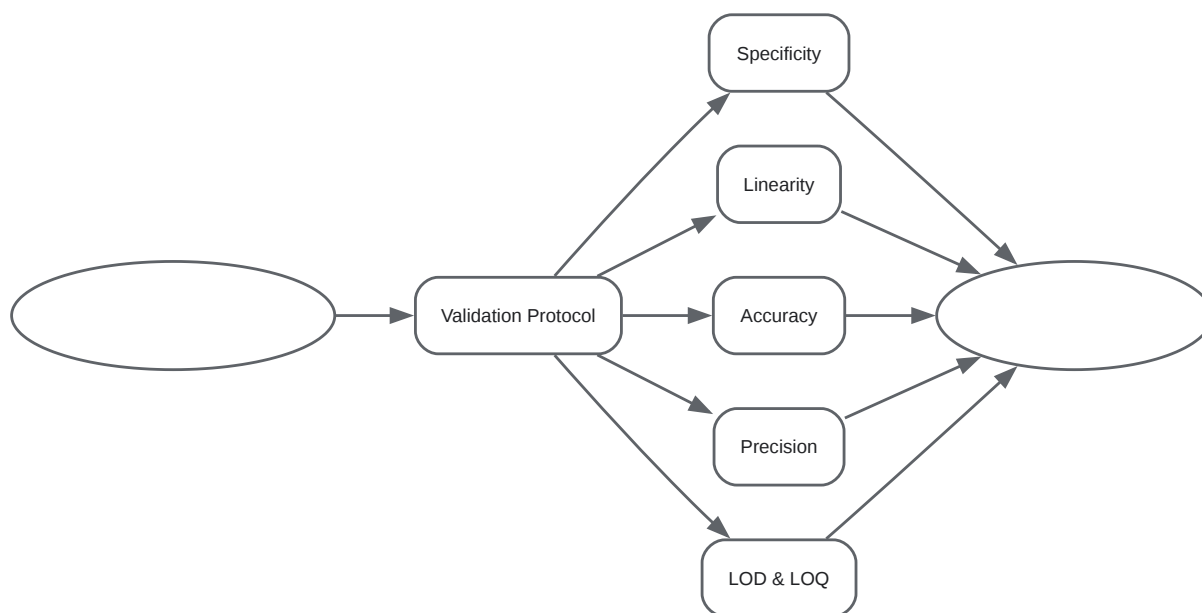 Specificity
Linearity
Validation Protocol
Accuracy
Precision
LOD & LOQ